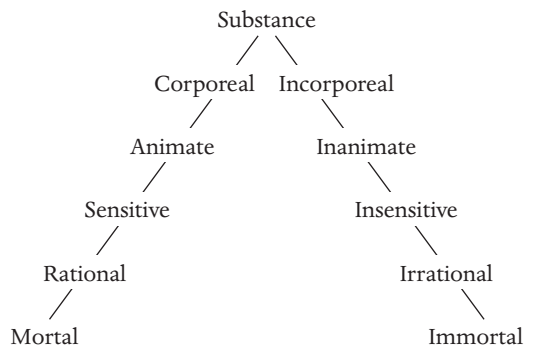 Substance
Corporeal Incorporeal
Animate Inanimate
Sensitive Insensitive
Rational Irrational
Mortal Immortal